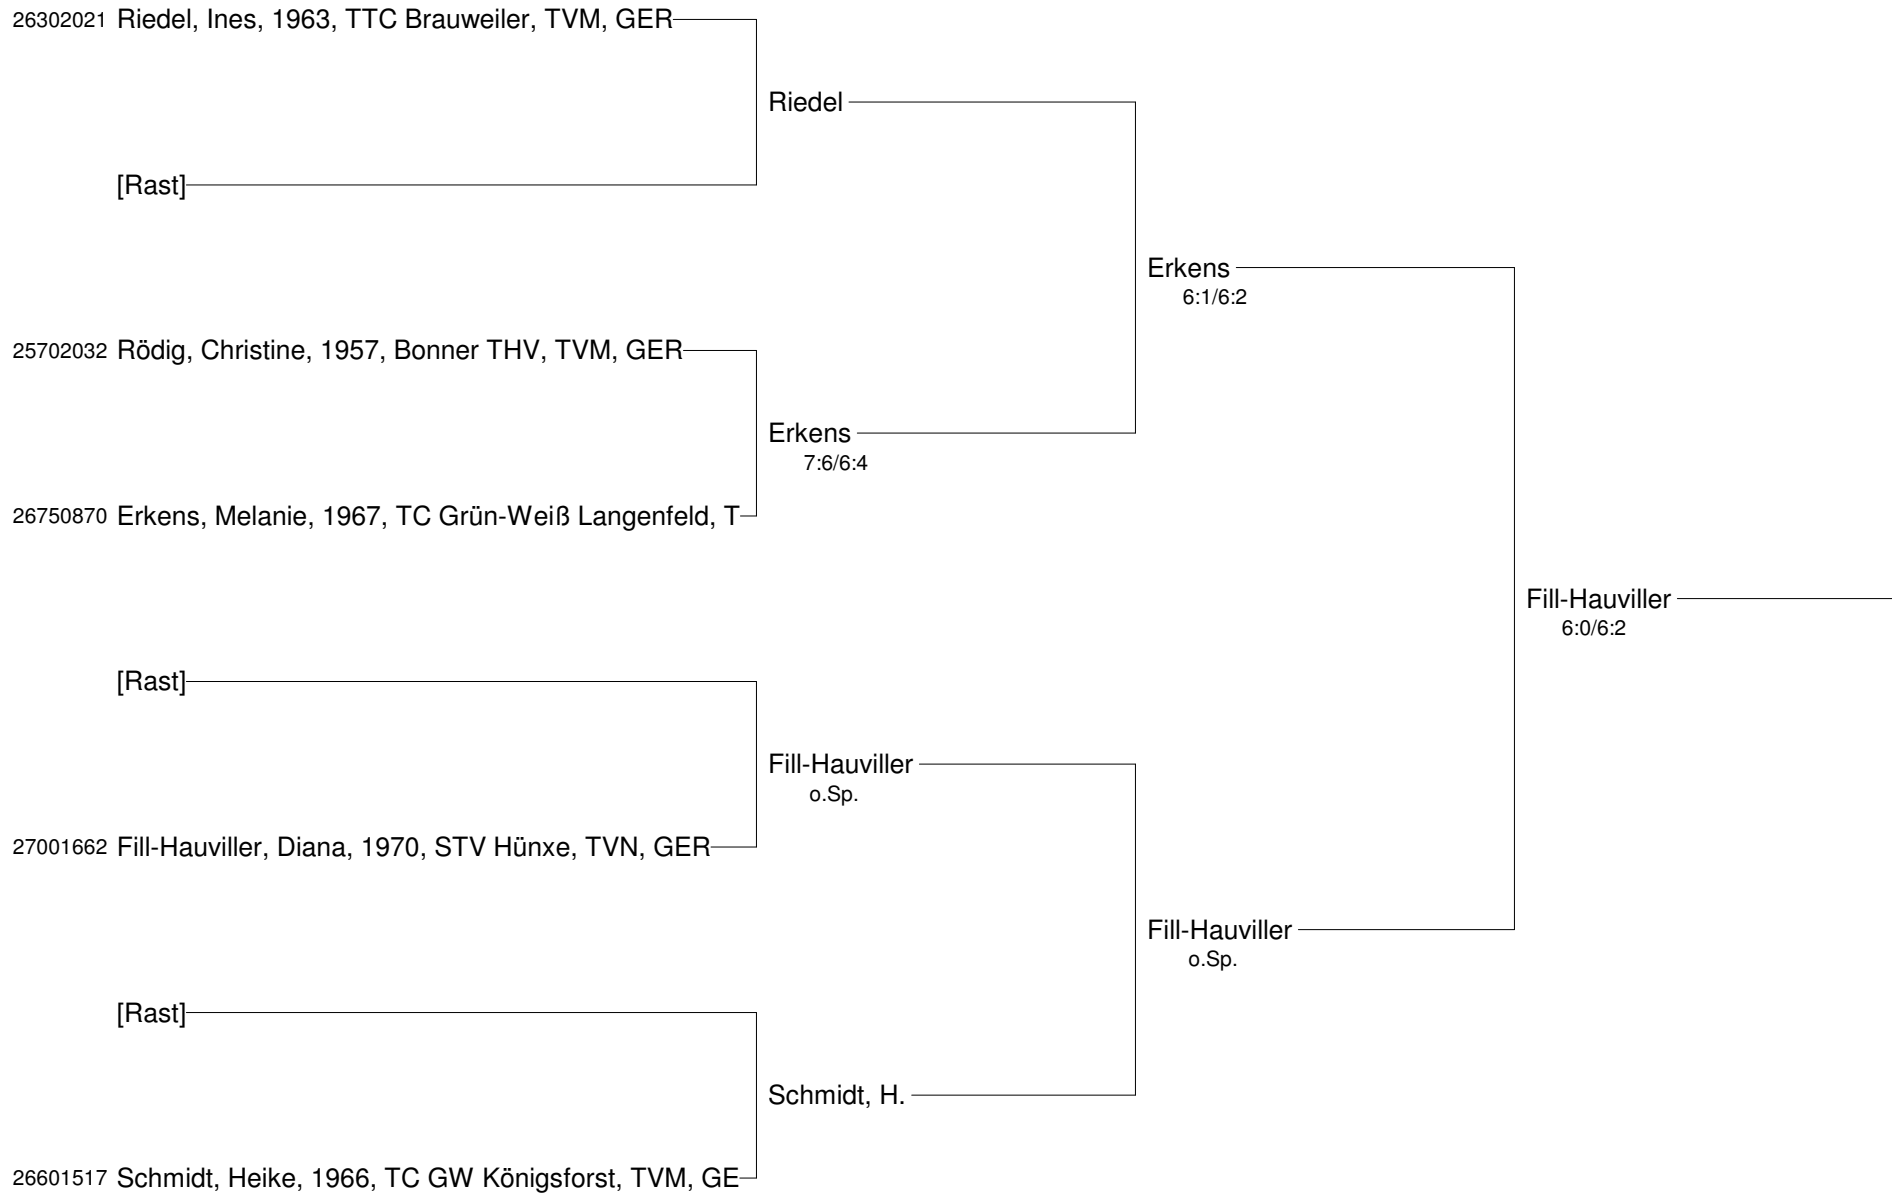 26302021 Riedel, Ines, 1963, TTC Brauweiler, TVM, GER
Riedel
[Rast]
Erkens
6:1/6:2
25702032 Rödig, Christine, 1957, Bonner THV, TVM, GER
Erkens
7:6/6:4
26750870 Erkens, Melanie, 1967, TC Grün-Weiß Langenfeld, T
Fill-Hauviller
6:0/6:2
[Rast]
Fill-Hauviller
o.Sp.
27001662 Fill-Hauviller, Diana, 1970, STV Hünxe, TVN, GER
Fill-Hauviller
o.Sp.
[Rast]
Schmidt, H.
26601517 Schmidt, Heike, 1966, TC GW Königsforst, TVM, GE